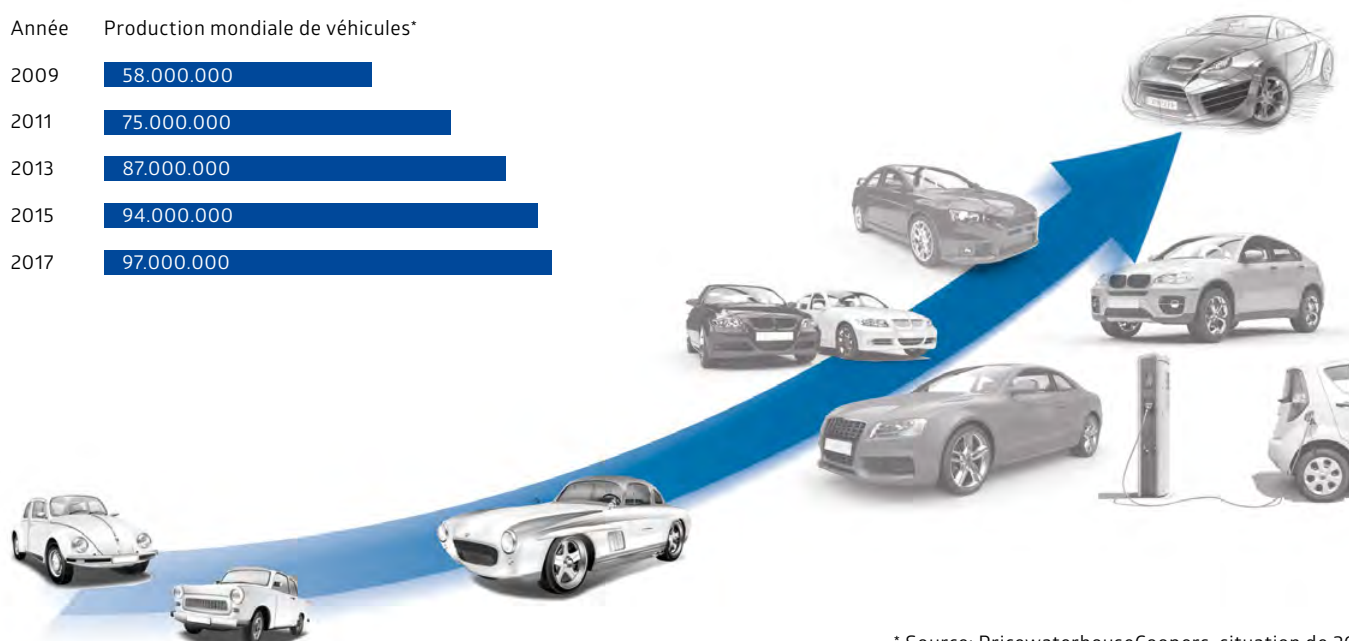 Année Production mondiale de véhicules*
2009 58.000.000
2011 75.000.000
2013 87.000.000
2015 94.000.000
2017 97.000.000
* Source: PricewaterhouseCoopers, situation de